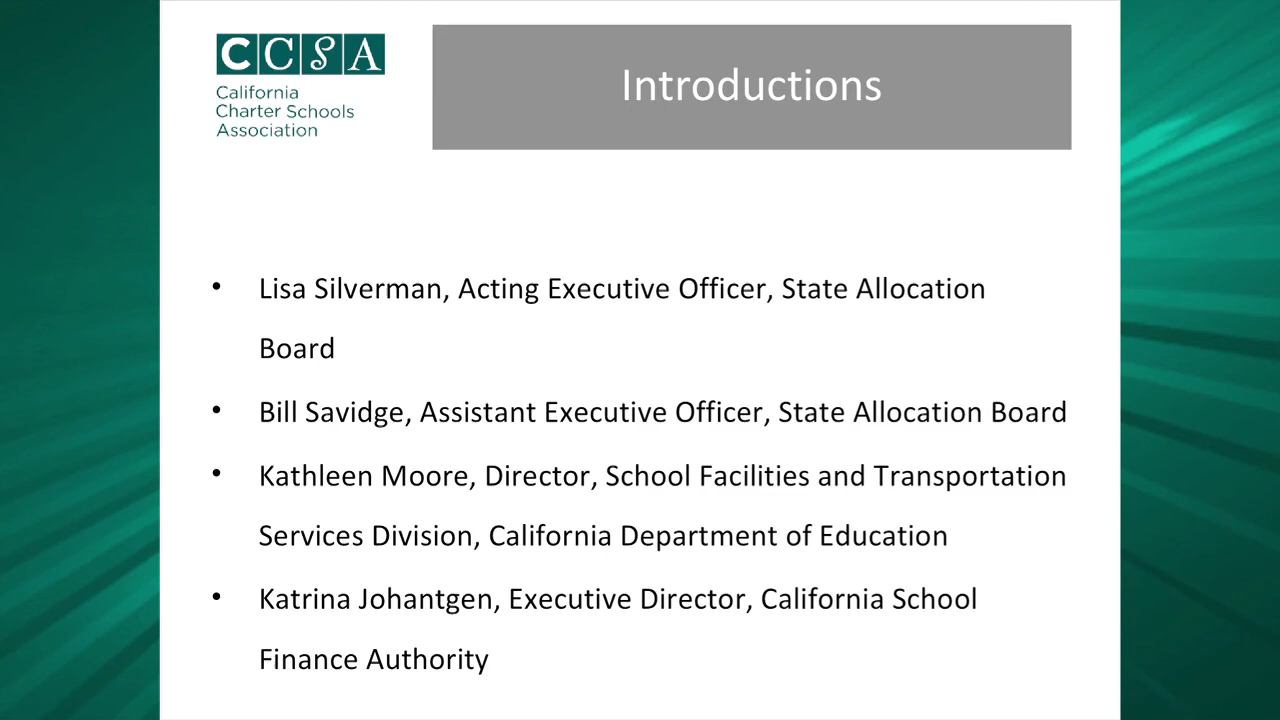 CCSA
California
Charter Schools
Association
Introductions
• Lisa Silverman, Acting Executive Officer, State Allocation
Board
• Bill Savidge, Assistant Executive Officer, State Allocation Board
• Kathleen Moore, Director, School Facilities and Transportation
Services Division, California Department of Education
• Katrina Johantgen, Executive Director, California School
Finance Authority